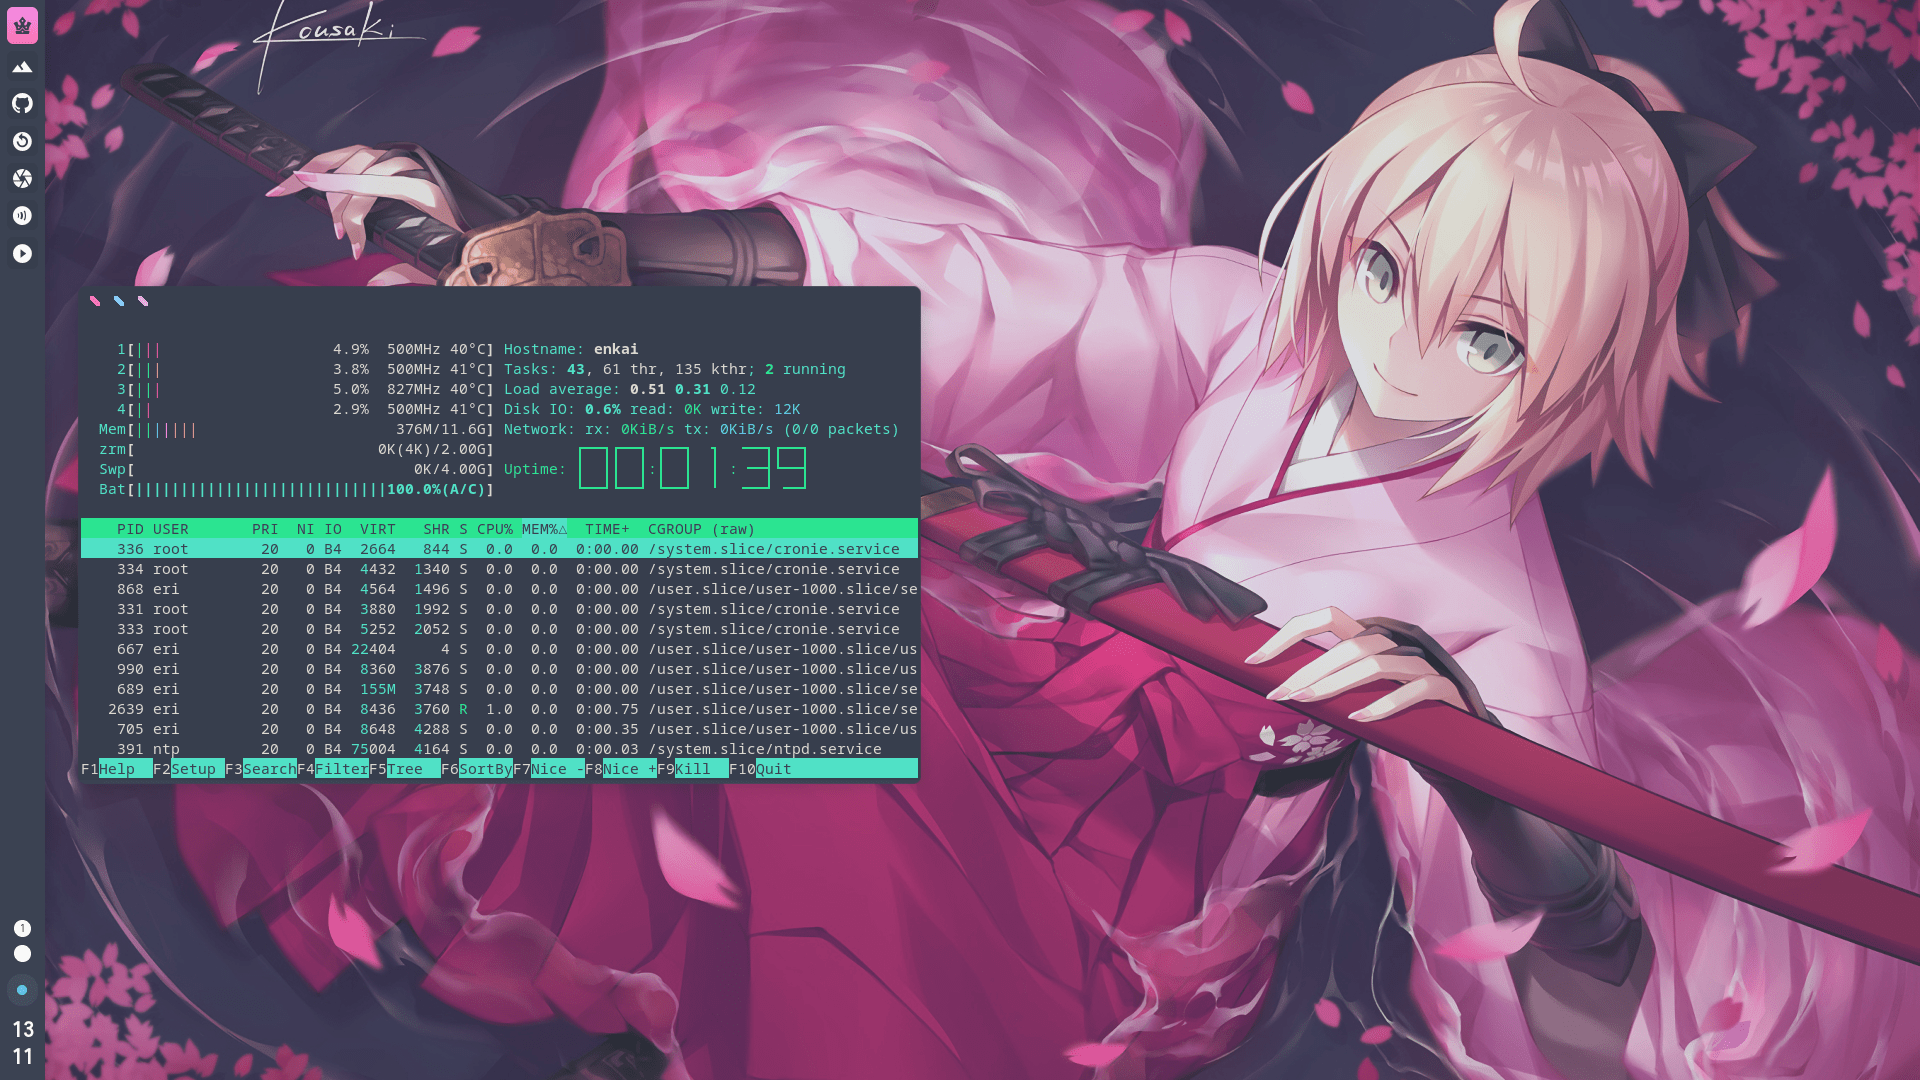 Kousaki
1[||| 4.9% 500MHz 40°C] Hostname: enkai
2[||| 3.8% 500MHz 41°C] Tasks: 43, 61 thr, 135 kthr; 2 running
3[||| 5.0% 827MHz 40°C] Load average: 0.51 0.31 0.12
4[|| 2.9% 500MHz 41°C] Disk IO: 0.6% read: 0K write: 12K
Mem[||||||| 376M/11.6G] Network: rx: 0KiB/s tx: 0KiB/s (0/0 packets)
zrm[ 0K(4K)/2.00G]
Swp[ 0K/4.00G] Uptime: 00:01:39
Bat[||||||||||||||||||||||||||||100.0%(A/C)]
PID USER PRI NI IO VIRT SHR S CPU% MEM%△ TIME+ CGROUP (raw)
336 root 20 0 B4 2664 844 S 0.0 0.0 0:00.00 /system.slice/cronie.service
334 root 20 0 B4 4432 1340 S 0.0 0.0 0:00.00 /system.slice/cronie.service
868 eri 20 0 B4 4564 1496 S 0.0 0.0 0:00.00 /user.slice/user-1000.slice/se
331 root 20 0 B4 3880 1992 S 0.0 0.0 0:00.00 /system.slice/cronie.service
333 root 20 0 B4 5252 2052 S 0.0 0.0 0:00.00 /system.slice/cronie.service
667 eri 20 0 B4 22404 4 S 0.0 0.0 0:00.00 /user.slice/user-1000.slice/us
990 eri 20 0 B4 8360 3876 S 0.0 0.0 0:00.00 /user.slice/user-1000.slice/us
689 eri 20 0 B4 155M 3748 S 0.0 0.0 0:00.00 /user.slice/user-1000.slice/se
2639 eri 20 0 B4 8436 3760 R 1.0 0.0 0:00.75 /user.slice/user-1000.slice/se
705 eri 20 0 B4 8648 4288 S 0.0 0.0 0:00.35 /user.slice/user-1000.slice/us
391 ntp 20 0 B4 75004 4164 S 0.0 0.0 0:00.03 /system.slice/ntpd.service
F1Help F2Setup F3SearchF4FilterF5Tree F6SortByF7Nice -F8Nice +F9Kill F10Quit
1
13
11